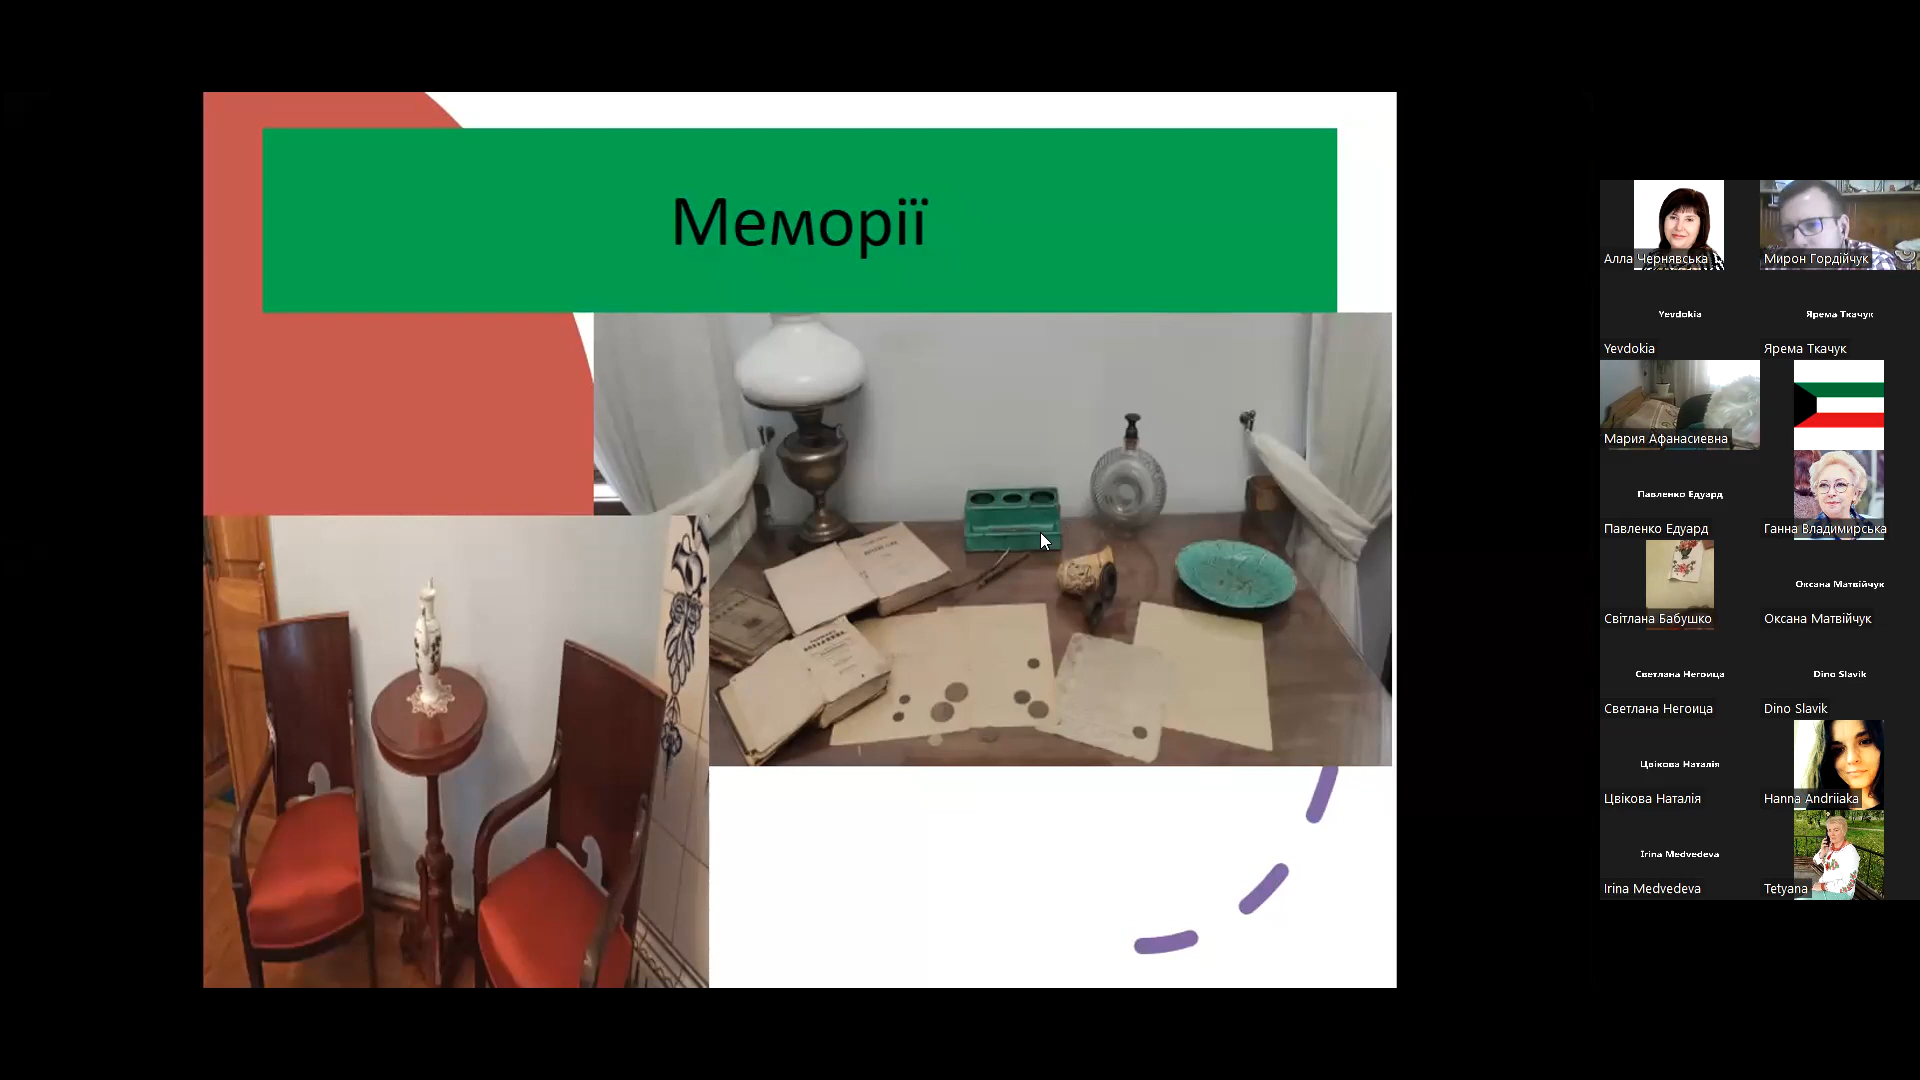 Меморії
Алла Чернявська
Мирон Гордійчук
Yevdokia
Ярема Ткачук
Yevdokia
Ярема Ткачук
Мария Афанасиевна
Павленко Едуард
Павленко Едуард
Ганна Владимирська
Оксана Матвійчук
Світлана Бабушко
Оксана Матвійчук
Светлана Негоица
Dino Slavik
Светлана Негоица
Dino Slavik
Цвікова Наталія
Цвікова Наталія
Hanna Andriiaka
Irina Medvedeva
Irina Medvedeva
Tetyana